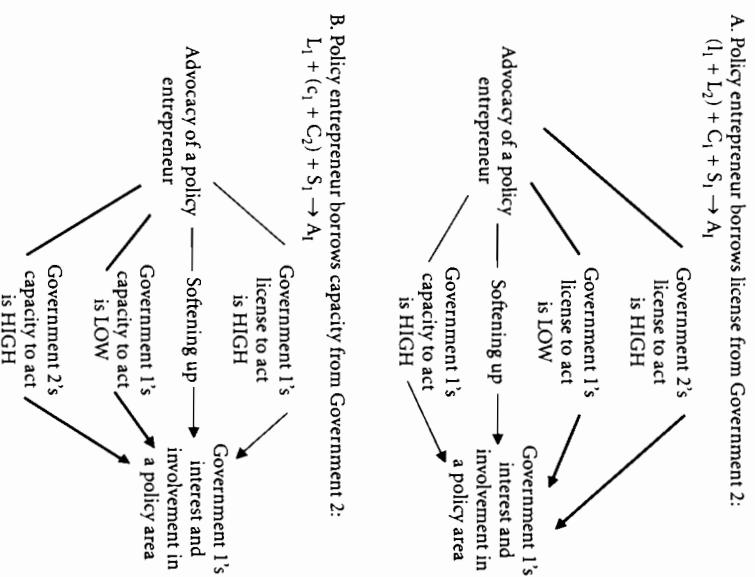 A. Policy entrepreneur borrows license from Government 2:
(l₁ + L₂) + C₁ + S₁ → A₁
Government 2's
license to act
is HIGH
Government 1's
license to act
is LOW
Advocacy of a policy
entrepreneur
Softening up
Government 1's
interest and
involvement in
a policy area
Government 1's
capacity to act
is HIGH
B. Policy entrepreneur borrows capacity from Government 2:
L₁ + (c₁ + C₂) + S₁ → A₁
Government 1's
license to act
is HIGH
Advocacy of a policy
entrepreneur
Softening up
Government 1's
interest and
involvement in
a policy area
Government 1's
capacity to act
is LOW
Government 2's
capacity to act
is HIGH